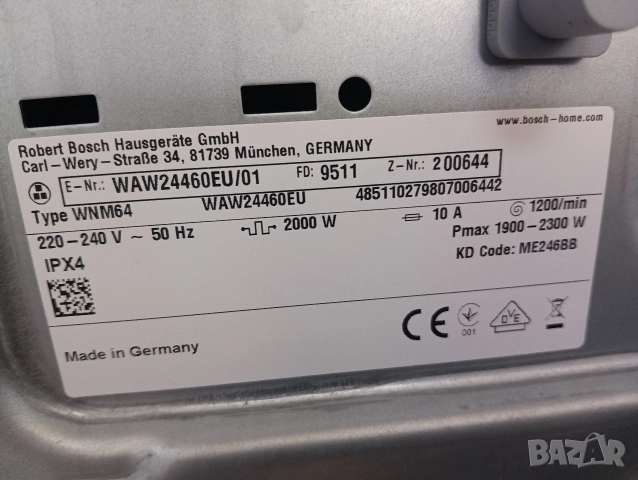 Robert Bosch Hausgeräte GmbH
Carl-Wery-Straße 34, 81739 München, GERMANY
www.bosch-home.com
E-Nr.: WAW24460EU/01 FD: 9511 Z-Nr.: 200644
Type WNM64 WAW24460EU 485110279807006442
220-240 V ~ 50 Hz 2000 W 10 A 1200/min
Pmax 1900-2300 W
IPX4 KD Code: ME246BB
CE 001 DVE
Made in Germany
BAZAR